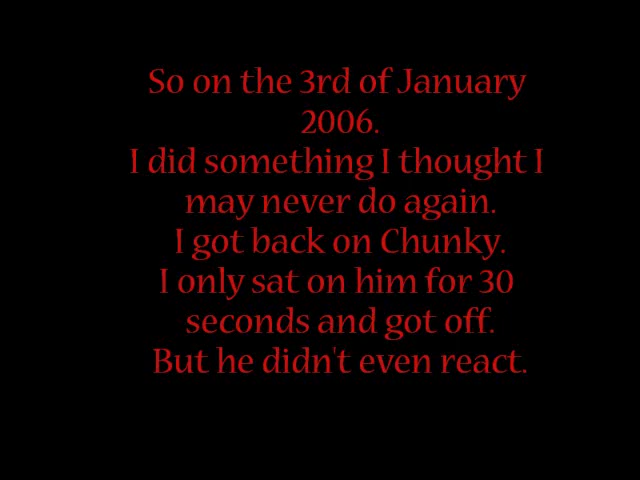 So on the 3rd of January
2006.
I did something I thought I
may never do again.
I got back on Chunky.
I only sat on him for 30
seconds and got off.
But he didn't even react.